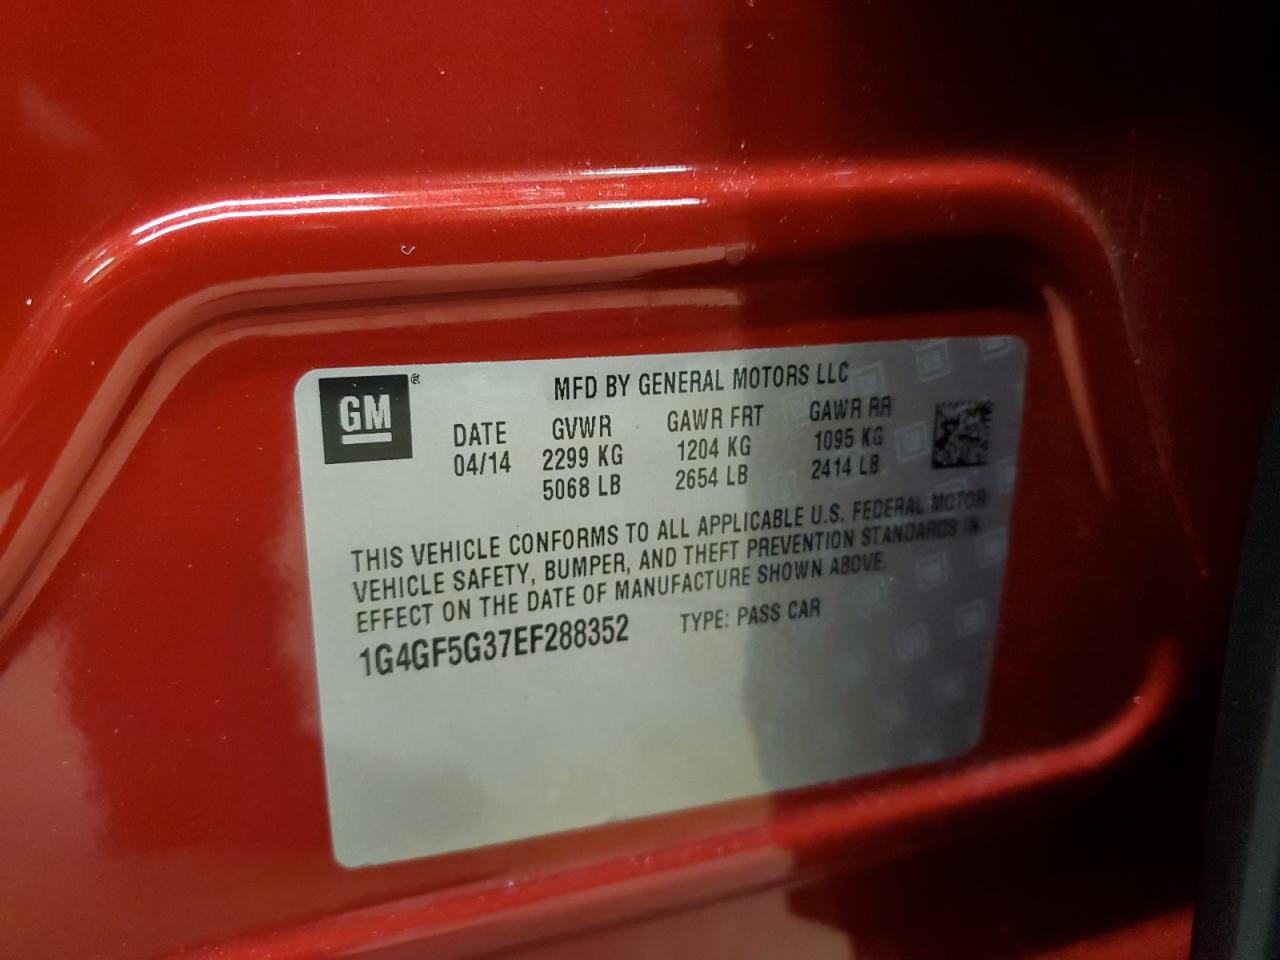 GM®
MFD BY GENERAL MOTORS LLC
DATE GVWR GAWR FRT GAWR RR
04/14 2299 KG 1204 KG 1095 KG
5068 LB 2654 LB 2414 LB
THIS VEHICLE CONFORMS TO ALL APPLICABLE U.S. FEDERAL MOTOR
VEHICLE SAFETY, BUMPER, AND THEFT PREVENTION STANDARDS IN
EFFECT ON THE DATE OF MANUFACTURE SHOWN ABOVE.
1G4GF5G37EF288352 TYPE: PASS CAR